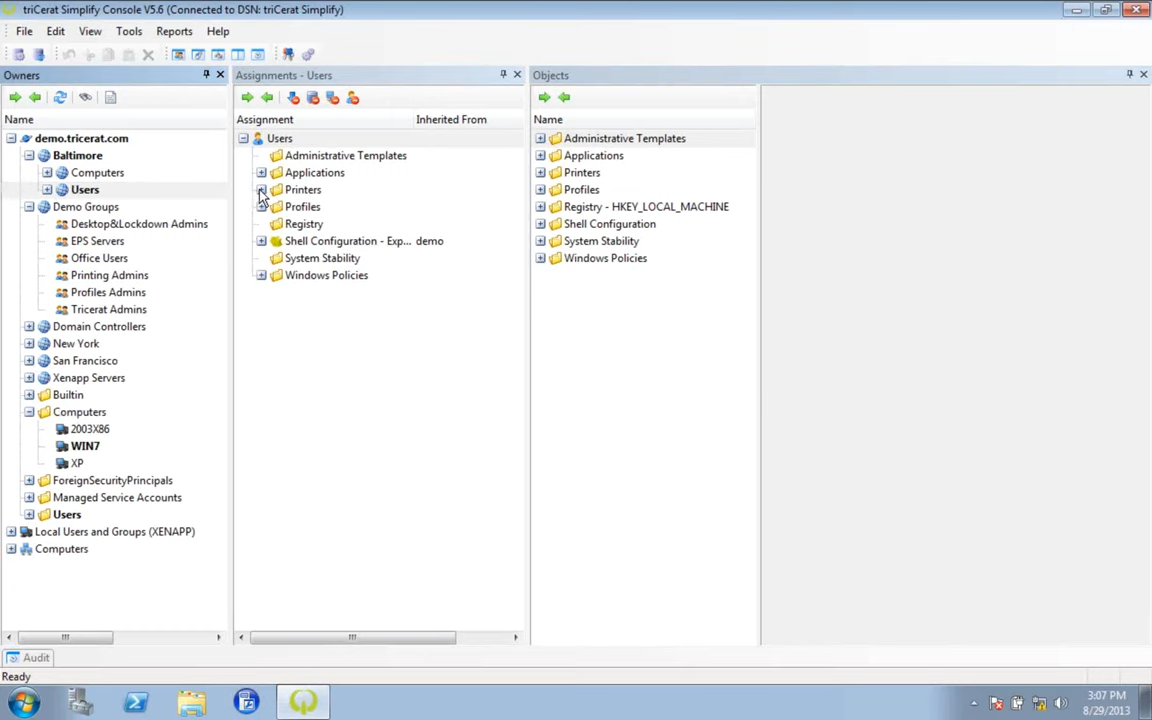 triCerat Simplify Console V5.6 (Connected to DSN: triCerat Simplify)
File Edit View Tools Reports Help
Owners
Name
demo.tricerat.com
Baltimore
Computers
Users
Demo Groups
Desktop&Lockdown Admins
EPS Servers
Office Users
Printing Admins
Profiles Admins
Tricerat Admins
Domain Controllers
New York
San Francisco
Xenapp Servers
Builtin
Computers
2003X86
WIN7
XP
ForeignSecurityPrincipals
Managed Service Accounts
Users
Local Users and Groups (XENAPP)
Computers
Assignments - Users
Assignment Inherited From
Users
Administrative Templates
Applications
Printers
Profiles
Registry
Shell Configuration - Exp... demo
System Stability
Windows Policies
Objects
Name
Administrative Templates
Applications
Printers
Profiles
Registry - HKEY_LOCAL_MACHINE
Shell Configuration
System Stability
Windows Policies
Audit
Ready
3:07 PM
8/29/2013